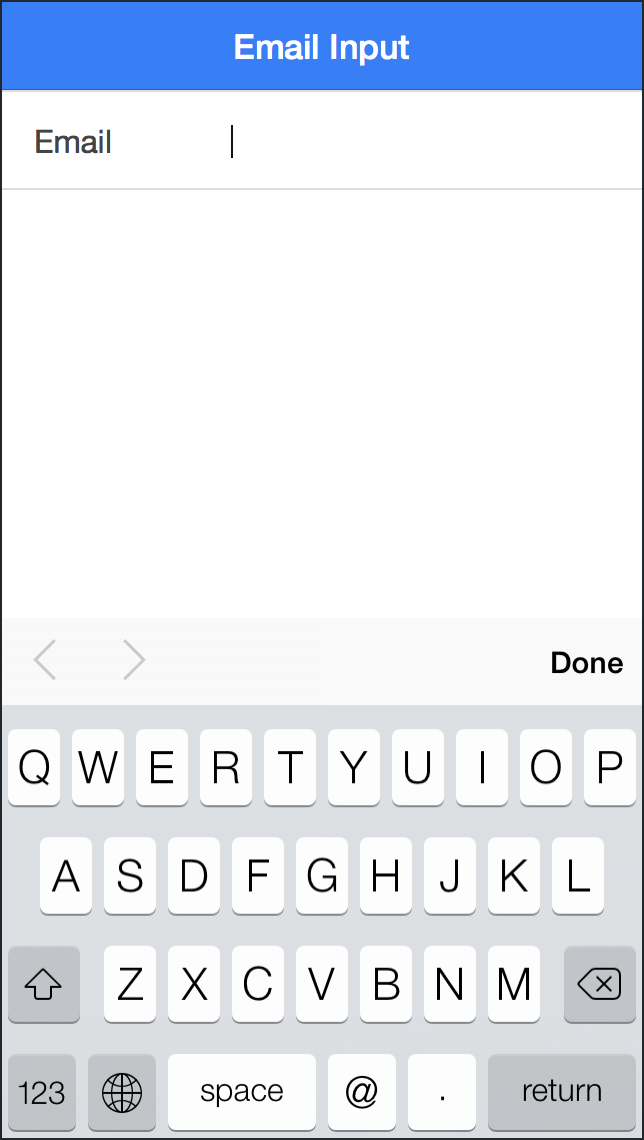 Email Input
Email
Done
Q W E R T Y U I O P
A S D F G H J K L
Z X C V B N M
123 space @ . return